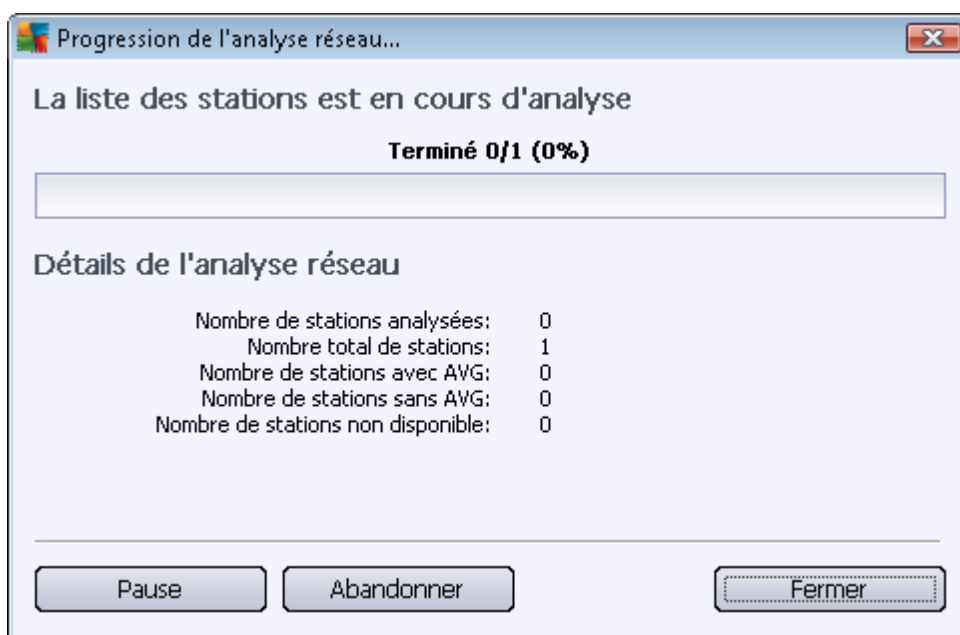 Progression de l'analyse réseau...
La liste des stations est en cours d'analyse
Terminé 0/1 (0%)
Détails de l'analyse réseau
Nombre de stations analysées: 0
Nombre total de stations: 1
Nombre de stations avec AVG: 0
Nombre de stations sans AVG: 0
Nombre de stations non disponible: 0
Pause Abandonner Fermer